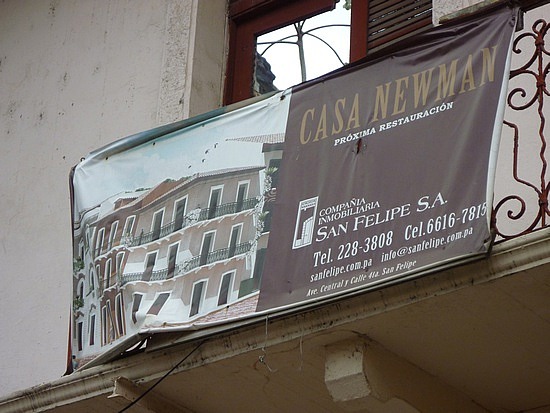 CASA NEWMAN
PRÓXIMA RESTAURACIÓN
COMPAÑIA
INMOBILIARIA
SAN FELIPE S.A.
Tel. 228-3808 Cel.6616-7815
sanfelipe.com.pa info@sanfelipe.com.pa
Ave. Central y Calle 4ta. San Felipe